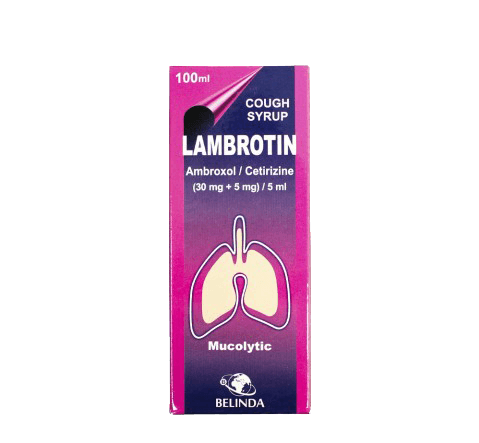 100ml
COUGH
SYRUP
LAMBROTIN
Ambroxol / Cetirizine
(30 mg + 5 mg) / 5 ml
Mucolytic
BELINDA